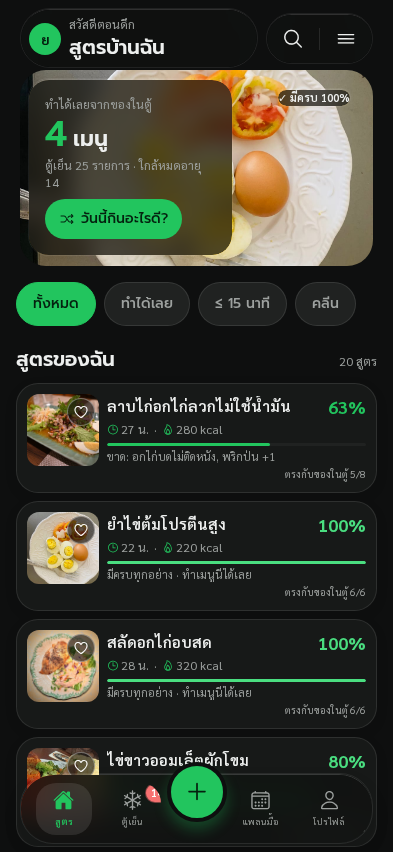 ย
สวัสดีตอนดึก
สูตรบ้านฉัน
ทำได้เลยจากของในตู้
4 เมนู
ตู้เย็น 25 รายการ · ใกล้หมดอายุ
14
วันนี้กินอะไรดี?
✓ มีครบ 100%
ทั้งหมด
ทำได้เลย
≤ 15 นาที
คลีน
สูตรของฉัน
20 สูตร
ลาบไก่อกไก่ลวกไม่ใช้น้ำมัน
63%
27 น. · 280 kcal
ขาด: อกไก่บดไม่ติดหนัง, พริกป่น +1
ตรงกับของในตู้ 5/8
ยำไข่ต้มโปรตีนสูง
100%
22 น. · 220 kcal
มีครบทุกอย่าง · ทำเมนูนี้ได้เลย
ตรงกับของในตู้ 6/6
สลัดอกไก่อบสด
100%
28 น. · 320 kcal
มีครบทุกอย่าง · ทำเมนูนี้ได้เลย
ตรงกับของในตู้ 6/6
ไข่ขาวออมเล็ตผักโขม
80%
สูตร
ตู้เย็น
แพลนมื้อ
โปรไฟล์